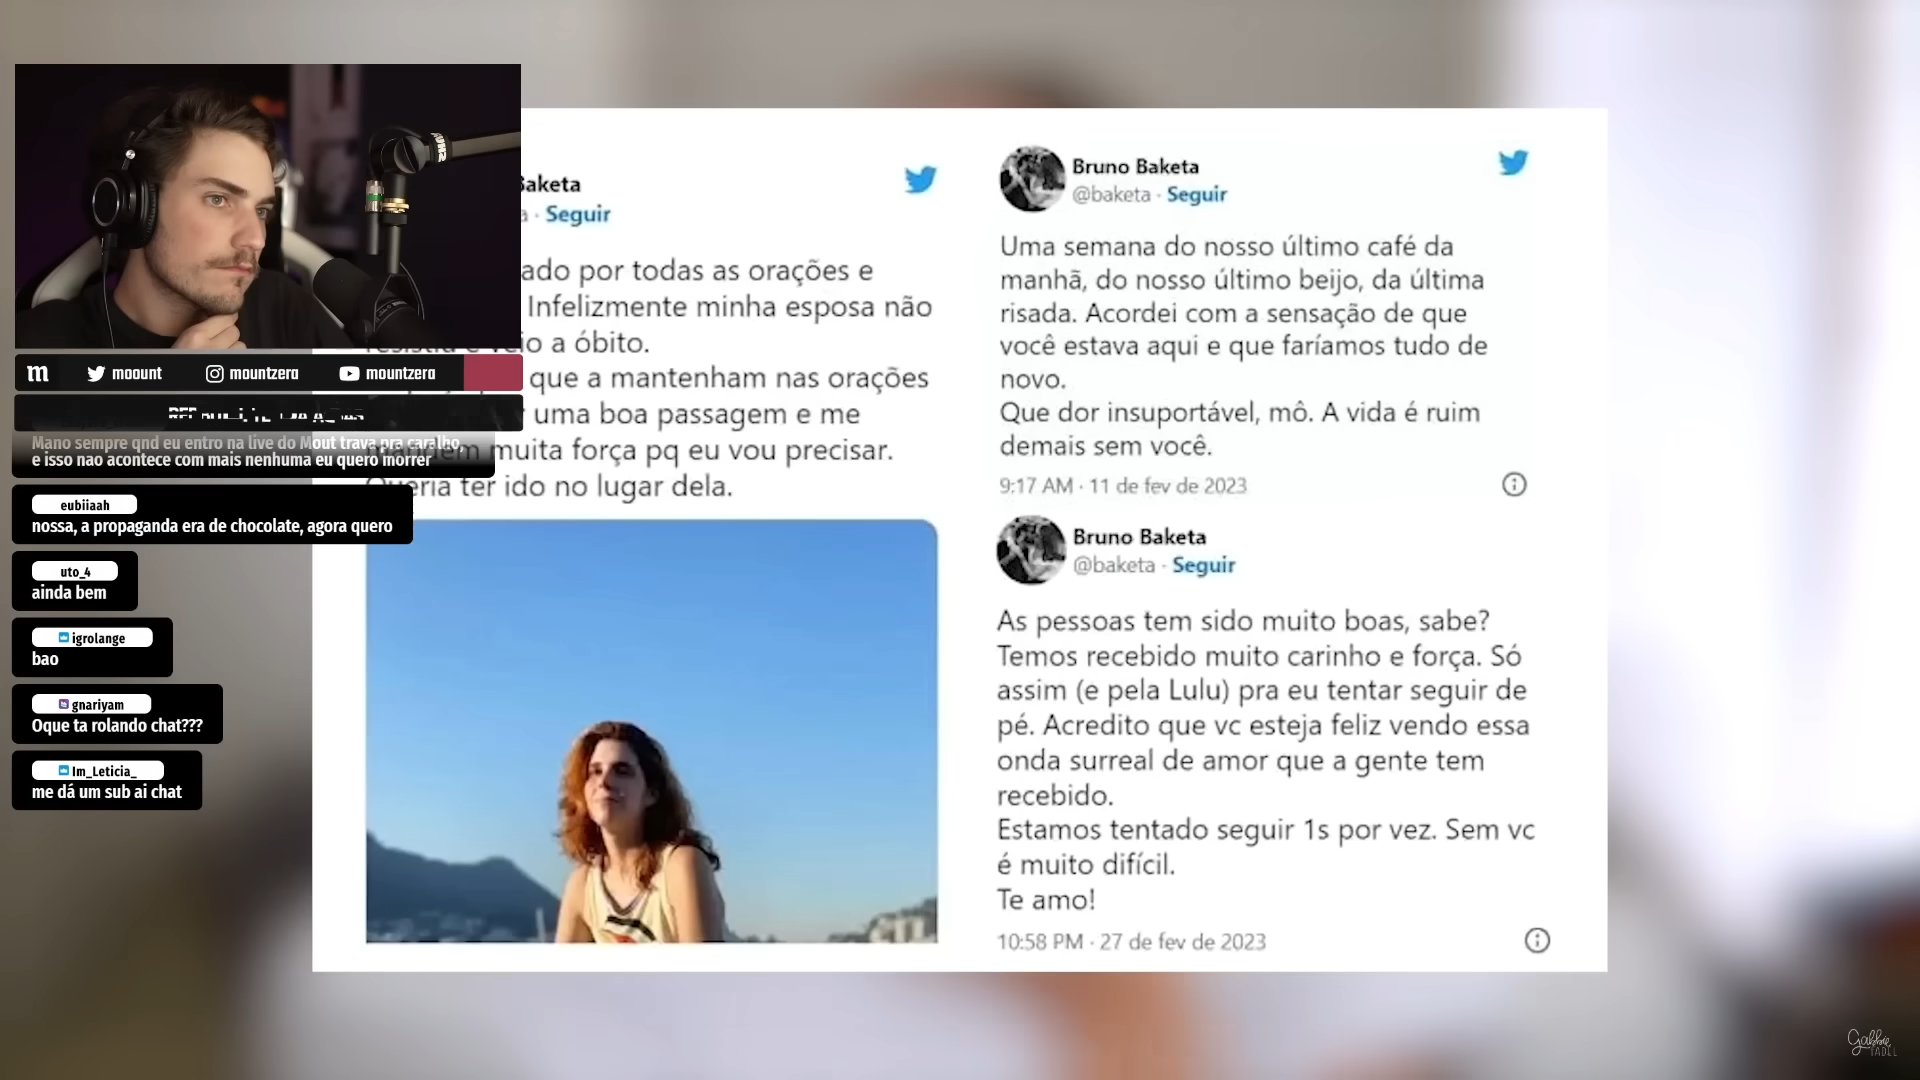 m moount mountzera mountzera
Mano sempre qnd eu entro na live do Mout trava pra caralho,
e isso nao acontece com mais nenhuma eu quero morrer
eubiiaah
nossa, a propaganda era de chocolate, agora quero
uto_4
ainda bem
igrolange
bao
gnariyam
Oque ta rolando chat???
Im_Leticia_
me dá um sub ai chat
Baketa
Seguir
ado por todas as orações e
Infelizmente minha esposa não
a óbito.
que a mantenham nas orações
uma boa passagem e me
mandem muita força pq eu vou precisar.
Queria ter ido no lugar dela.
Bruno Baketa
@baketa · Seguir
Uma semana do nosso último café da
manhã, do nosso último beijo, da última
risada. Acordei com a sensação de que
você estava aqui e que faríamos tudo de
novo.
Que dor insuportável, mô. A vida é ruim
demais sem você.
9:17 AM · 11 de fev de 2023
Bruno Baketa
@baketa · Seguir
As pessoas tem sido muito boas, sabe?
Temos recebido muito carinho e força. Só
assim (e pela Lulu) pra eu tentar seguir de
pé. Acredito que vc esteja feliz vendo essa
onda surreal de amor que a gente tem
recebido.
Estamos tentado seguir 1s por vez. Sem vc
é muito difícil.
Te amo!
10:58 PM · 27 de fev de 2023
Gabbie
FADEL